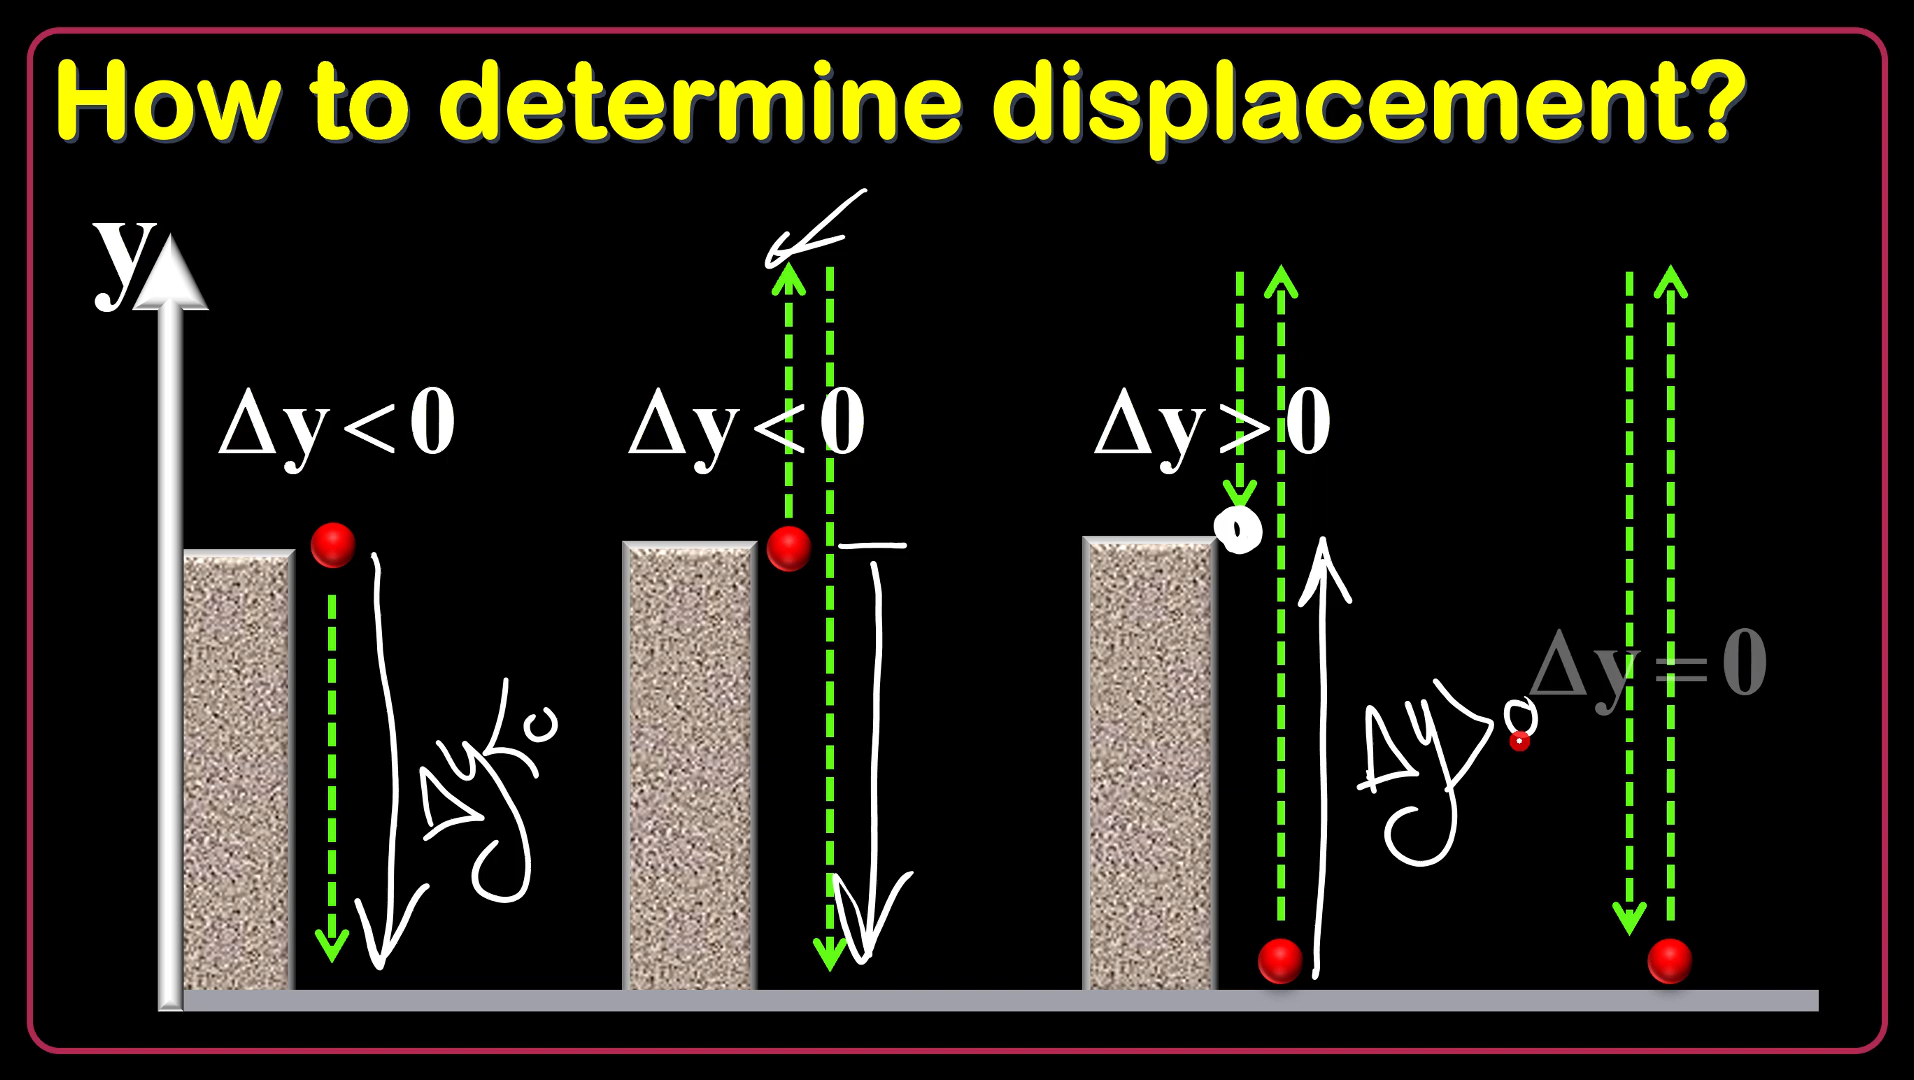 How to determine displacement?
y
Δy<0
Δy<0
Δy>0
Δy=0
Δy<0
Δy>0